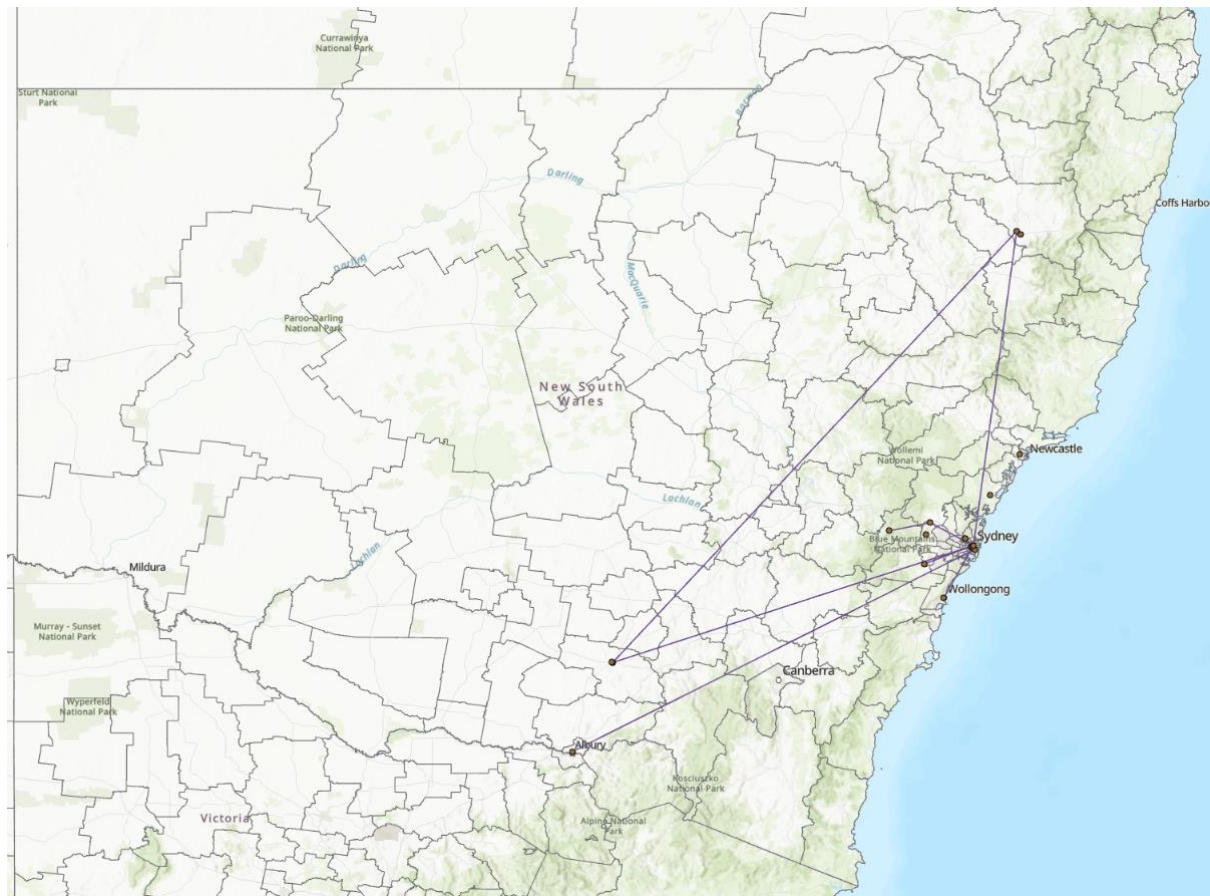 Currawinya
National Park
Sturt National
Park
Barwon
Darling
Coffs Harbo
Darling
MacQuarie
Paroo-Darling
National Park
New South
Wales
Wollemi
National Park
Newcastle
Lachlan
Sydney
Blue Mountains
National Park
Lachlan
Mildura
Wollongong
Murray - Sunset
National Park
Canberra
Wyperfeld
National Park
Albury
Kosciuszko
National Park
Victoria
Alpine National
Park